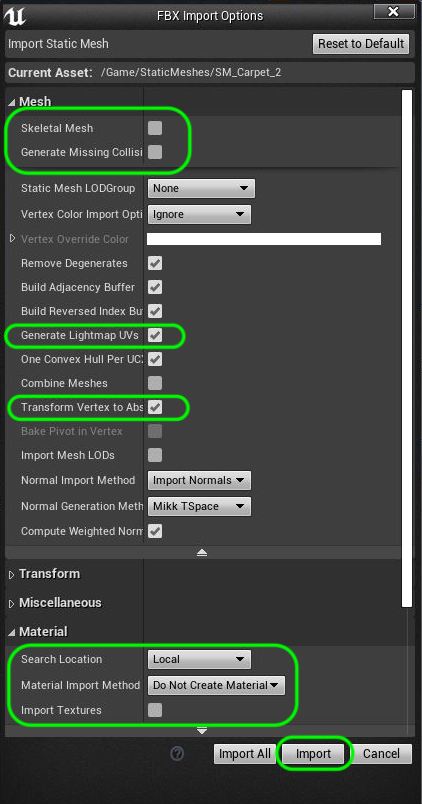 FBX Import Options
Import Static Mesh
Reset to Default
Current Asset: /Game/StaticMeshes/SM_Carpet_2
Mesh
Skeletal Mesh
Generate Missing Collisi
Static Mesh LODGroup None
Vertex Color Import Opti Ignore
Vertex Override Color
Remove Degenerates
Build Adjacency Buffer
Build Reversed Index Bu
Generate Lightmap UVs
One Convex Hull Per UCX
Combine Meshes
Transform Vertex to Abs
Bake Pivot in Vertex
Import Mesh LODs
Normal Import Method Import Normals
Normal Generation Meth Mikk TSpace
Compute Weighted Norm
Transform
Miscellaneous
Material
Search Location Local
Material Import Method Do Not Create Material
Import Textures
? Import All Import Cancel